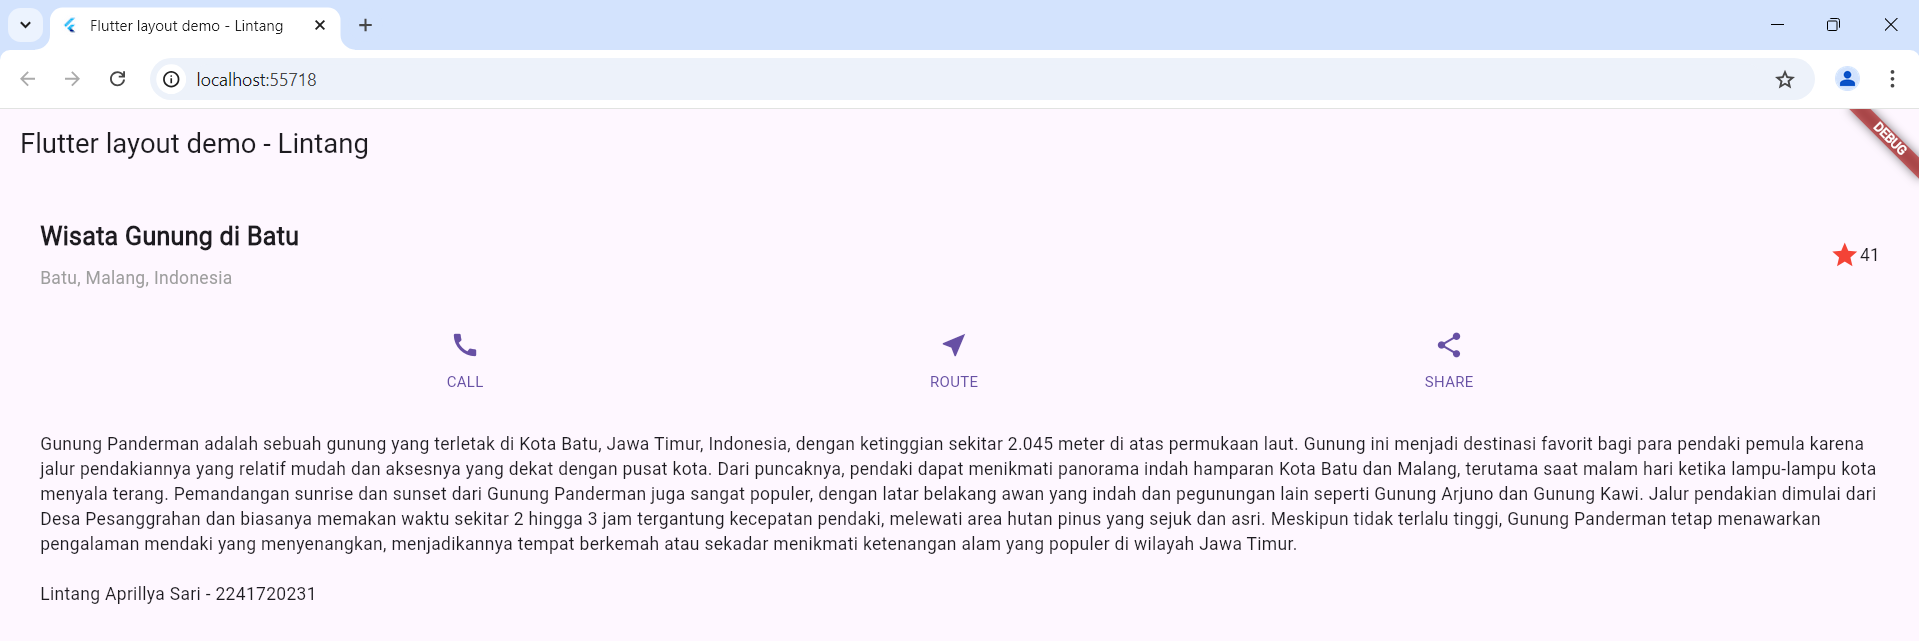 Flutter layout demo - Lintang
localhost:55718
Flutter layout demo - Lintang
DEBUG
Wisata Gunung di Batu
Batu, Malang, Indonesia
41
CALL ROUTE SHARE
Gunung Panderman adalah sebuah gunung yang terletak di Kota Batu, Jawa Timur, Indonesia, dengan ketinggian sekitar 2.045 meter di atas permukaan laut. Gunung ini menjadi destinasi favorit bagi para pendaki pemula karena
jalur pendakiannya yang relatif mudah dan aksesnya yang dekat dengan pusat kota. Dari puncaknya, pendaki dapat menikmati panorama indah hamparan Kota Batu dan Malang, terutama saat malam hari ketika lampu-lampu kota
menyala terang. Pemandangan sunrise dan sunset dari Gunung Panderman juga sangat populer, dengan latar belakang awan yang indah dan pegunungan lain seperti Gunung Arjuno dan Gunung Kawi. Jalur pendakian dimulai dari
Desa Pesanggrahan dan biasanya memakan waktu sekitar 2 hingga 3 jam tergantung kecepatan pendaki, melewati area hutan pinus yang sejuk dan asri. Meskipun tidak terlalu tinggi, Gunung Panderman tetap menawarkan
pengalaman mendaki yang menyenangkan, menjadikannya tempat berkemah atau sekadar menikmati ketenangan alam yang populer di wilayah Jawa Timur.
Lintang Aprillya Sari - 2241720231